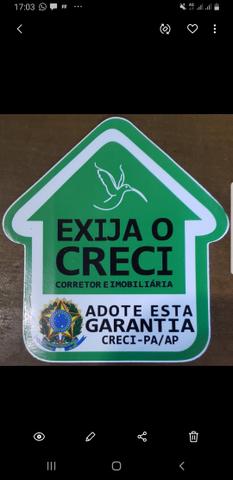 17:03
EXIJA O
CRECI
CORRETOR E IMOBILIÁRIA
ADOTE ESTA
GARANTIA
CRECI-PA/AP